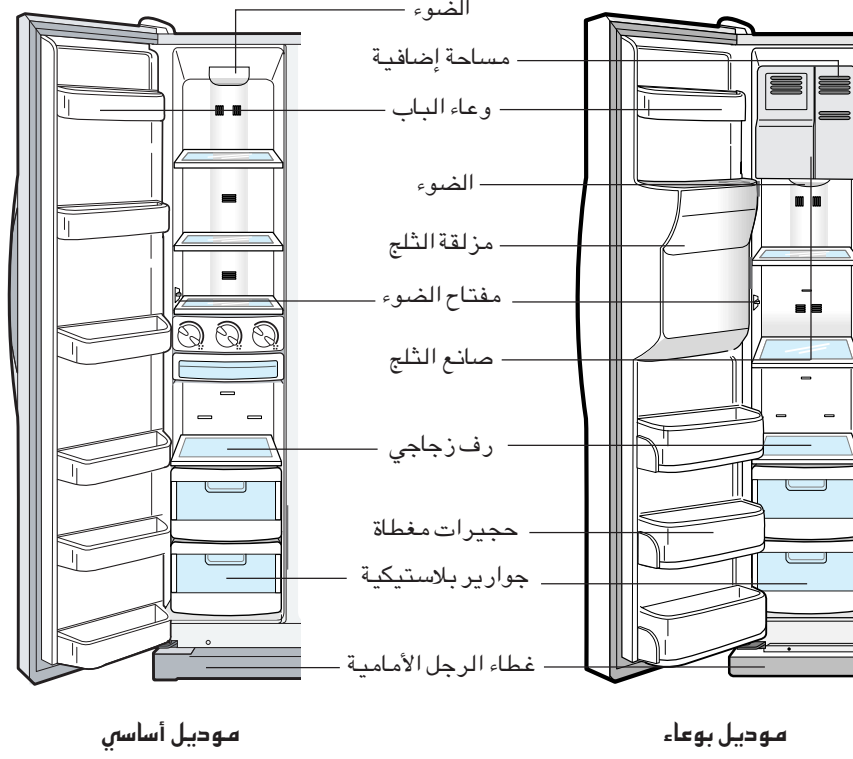 الضوء
مساحة إضافية
وعاء الباب
الضوء
مزلقة الثلج
مفتاح الضوء
صانع الثلج
رف زجاجي
حجيرات مغطاة
جوارير بلاستيكية
غطاء الرجل الأمامية
موديل بوعاء
موديل أساسي